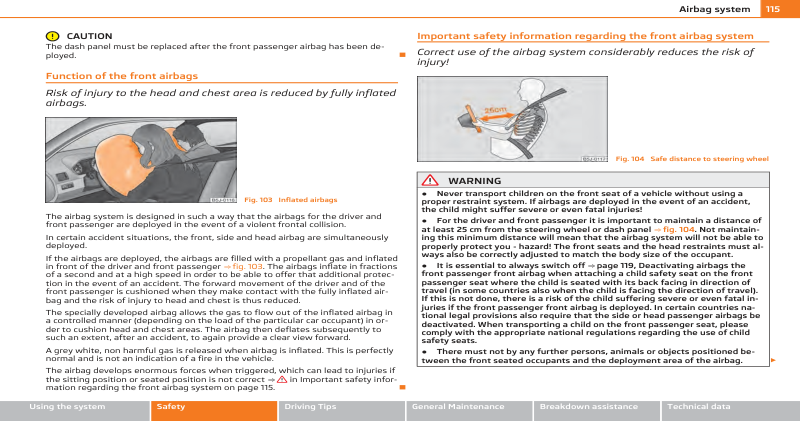 Airbag system 115
CAUTION
The dash panel must be replaced after the front passenger airbag has been de-
ployed.
Function of the front airbags
Risk of injury to the head and chest area is reduced by fully inflated
airbags.
Fig. 103 Inflated airbags
The airbag system is designed in such a way that the airbags for the driver and
front passenger are deployed in the event of a violent frontal collision.
In certain accident situations, the front, side and head airbag are simultaneously
deployed.
If the airbags are deployed, the airbags are filled with a propellant gas and inflated
in front of the driver and front passenger ⇒ fig. 103. The airbags inflate in fractions
of a second and at a high speed in order to be able to offer that additional protec-
tion in the event of an accident. The forward movement of the driver and of the
front passenger is cushioned when they make contact with the fully inflated air-
bag and the risk of injury to head and chest is thus reduced.
The specially developed airbag allows the gas to flow out of the inflated airbag in
a controlled manner (depending on the load of the particular car occupant) in or-
der to cushion head and chest areas. The airbag then deflates subsequently to
such an extent, after an accident, to again provide a clear view forward.
A grey white, non harmful gas is released when airbag is inflated. This is perfectly
normal and is not an indication of a fire in the vehicle.
The airbag develops enormous forces when triggered, which can lead to injuries if
the sitting position or seated position is not correct ⇒ in Important safety infor-
mation regarding the front airbag system on page 115.
Important safety information regarding the front airbag system
Correct use of the airbag system considerably reduces the risk of
injury!
25cm
Fig. 104 Safe distance to steering wheel
WARNING
● Never transport children on the front seat of a vehicle without using a
proper restraint system. If airbags are deployed in the event of an accident,
the child might suffer severe or even fatal injuries!
● For the driver and front passenger it is important to maintain a distance of
at least 25 cm from the steering wheel or dash panel ⇒ fig. 104. Not maintain-
ing this minimum distance will mean that the airbag system will not be able to
properly protect you - hazard! The front seats and the head restraints must al-
ways also be correctly adjusted to match the body size of the occupant.
● It is essential to always switch off ⇒ page 119, Deactivating airbags the
front passenger front airbag when attaching a child safety seat on the front
passenger seat where the child is seated with its back facing in direction of
travel (in some countries also when the child is facing the direction of travel).
If this is not done, there is a risk of the child suffering severe or even fatal in-
juries if the front passenger front airbag is deployed. In certain countries na-
tional legal provisions also require that the side or head passenger airbags be
deactivated. When transporting a child on the front passenger seat, please
comply with the appropriate national regulations regarding the use of child
safety seats.
● There must not by any further persons, animals or objects positioned be-
tween the front seated occupants and the deployment area of the airbag.
Using the system Safety Driving Tips General Maintenance Breakdown assistance Technical data